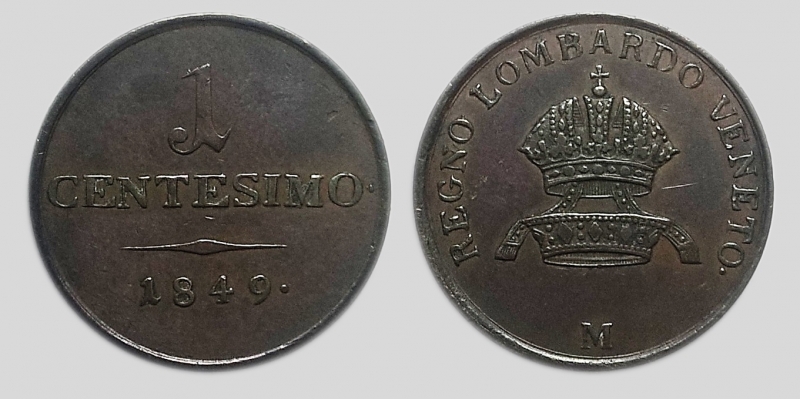 1
CENTESIMO·
1849·
REGNO LOMBARDO VENETO.
M